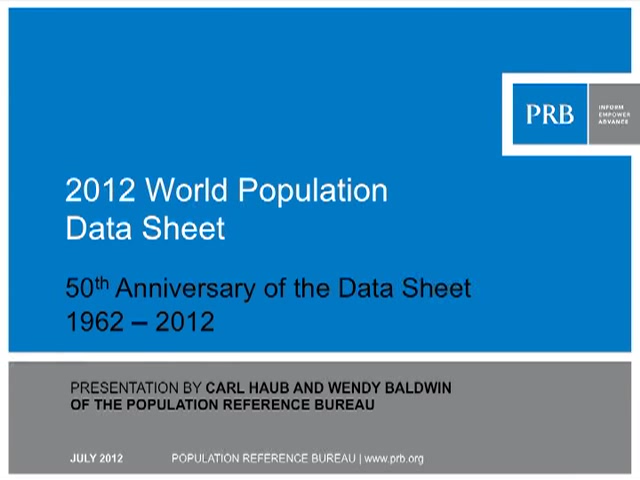 PRB
INFORM
EMPOWER
ADVANCE
2012 World Population
Data Sheet
50th Anniversary of the Data Sheet
1962 – 2012
PRESENTATION BY CARL HAUB AND WENDY BALDWIN
OF THE POPULATION REFERENCE BUREAU
JULY 2012 POPULATION REFERENCE BUREAU | www.prb.org